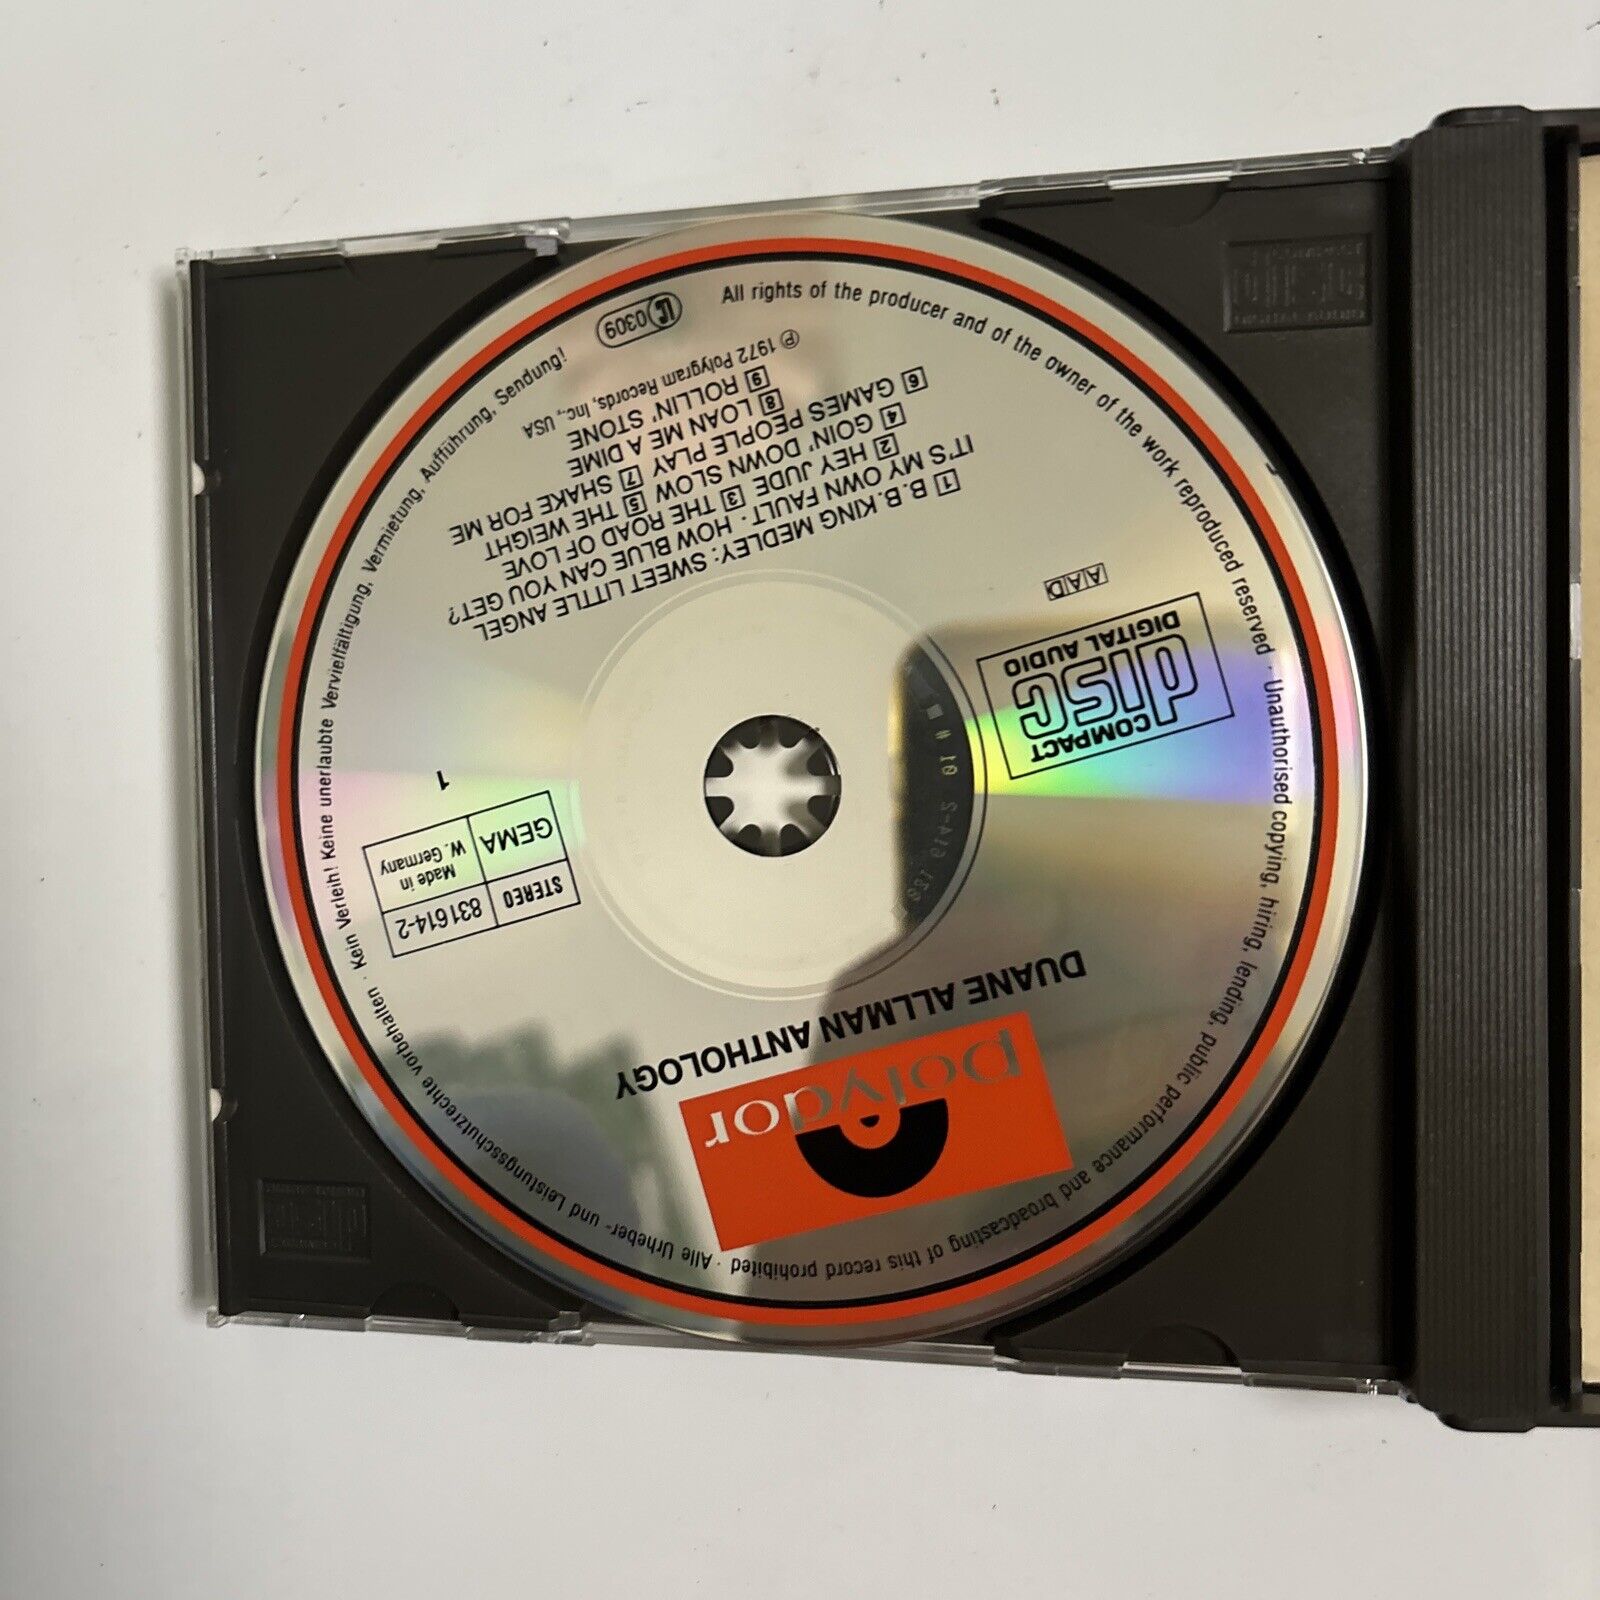 polydor
DUANE ALLMAN ANTHOLOGY
STEREO
831 614-2
GEMA
Made in
W. Germany
1
COMPACT
disc
DIGITAL AUDIO
AAD
1 B.B.KING MEDLEY: SWEET LITTLE ANGEL
IT'S MY OWN FAULT · HOW BLUE CAN YOU GET?
2 HEY JUDE 3 THE ROAD OF LOVE
4 GOIN' DOWN SLOW 5 THE WEIGHT
6 GAMES PEOPLE PLAY 7 SHAKE FOR ME
8 LOAN ME A DIME
9 ROLLIN' STONE
℗ 1972 Polygram Records, Inc., USA
LC 0309
All rights of the producer and of the owner of the work reproduced reserved · Unauthorised copying, hiring, lending, public performance and broadcasting of this record prohibited · Alle Urheber- und Leistungsschutzrechte vorbehalten · Kein Verleih! Keine unerlaubte Vervielfältigung, Vermietung, Aufführung, Sendung!